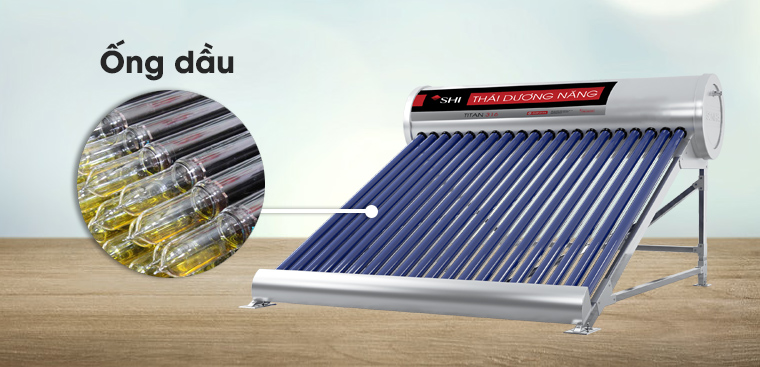 Ống dầu
SHI THÁI DƯƠNG NĂNG
TITAN